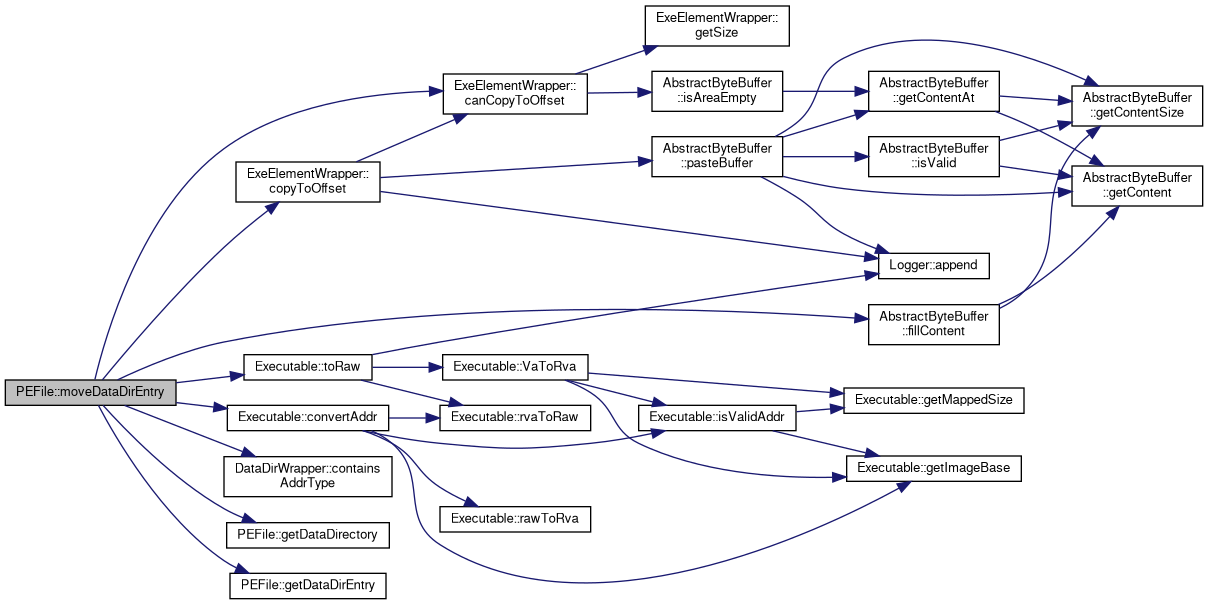 ExeElementWrapper::
getSize
ExeElementWrapper::
canCopyToOffset
AbstractByteBuffer
::isAreaEmpty
AbstractByteBuffer
::getContentAt
AbstractByteBuffer
::getContentSize
ExeElementWrapper::
copyToOffset
AbstractByteBuffer
::pasteBuffer
AbstractByteBuffer
::isValid
AbstractByteBuffer
::getContent
Logger::append
AbstractByteBuffer
::fillContent
PEFile::moveDataDirEntry
Executable::toRaw
Executable::VaToRva
Executable::getMappedSize
Executable::convertAddr
Executable::rvaToRaw
Executable::isValidAddr
DataDirWrapper::contains
AddrType
Executable::getImageBase
Executable::rawToRva
PEFile::getDataDirectory
PEFile::getDataDirEntry